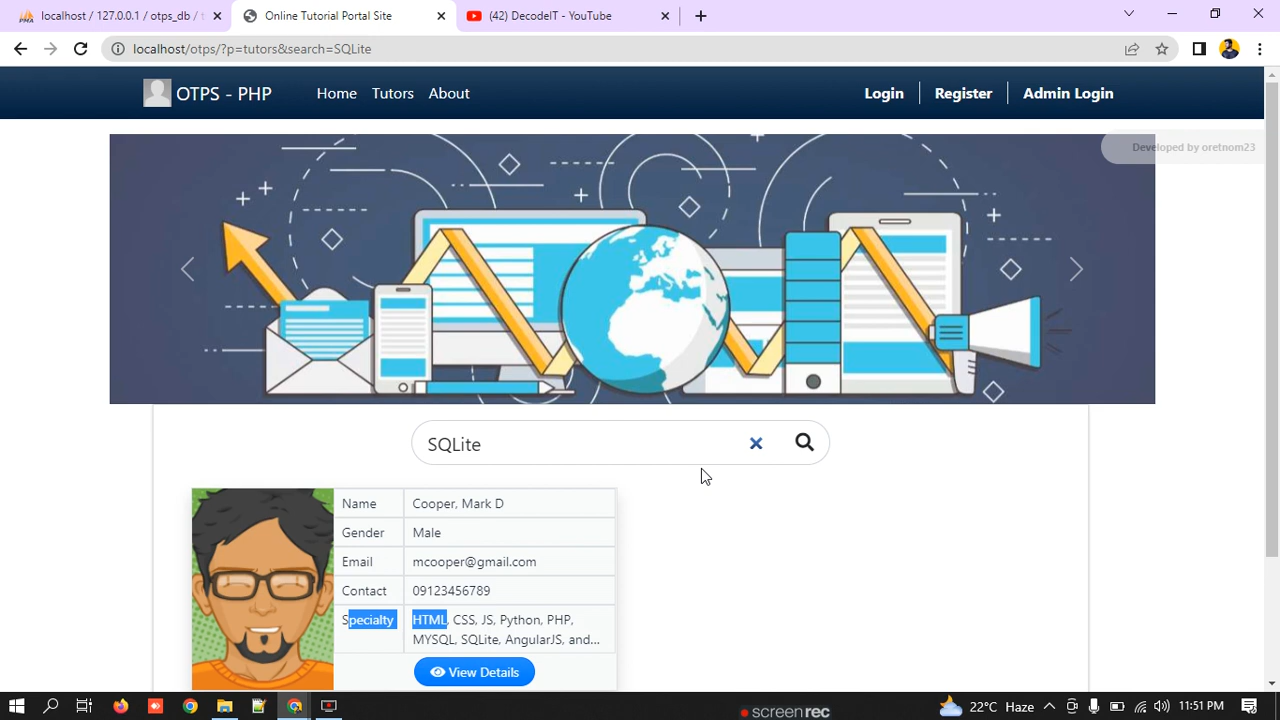 localhost / 127.0.0.1 / otps_db / t
Online Tutorial Portal Site
(42) DecodeIT - YouTube
localhost/otps/?p=tutors&search=SQLite
OTPS - PHP
Home
Tutors
About
Login
Register
Admin Login
Developed by oretnom23
SQLite
Name
Cooper, Mark D
Gender
Male
Email
mcooper@gmail.com
Contact
09123456789
Specialty
HTML, CSS, JS, Python, PHP,
MYSQL, SQLite, AngularJS, and...
View Details
22°C Haze
11:51 PM
screenrec